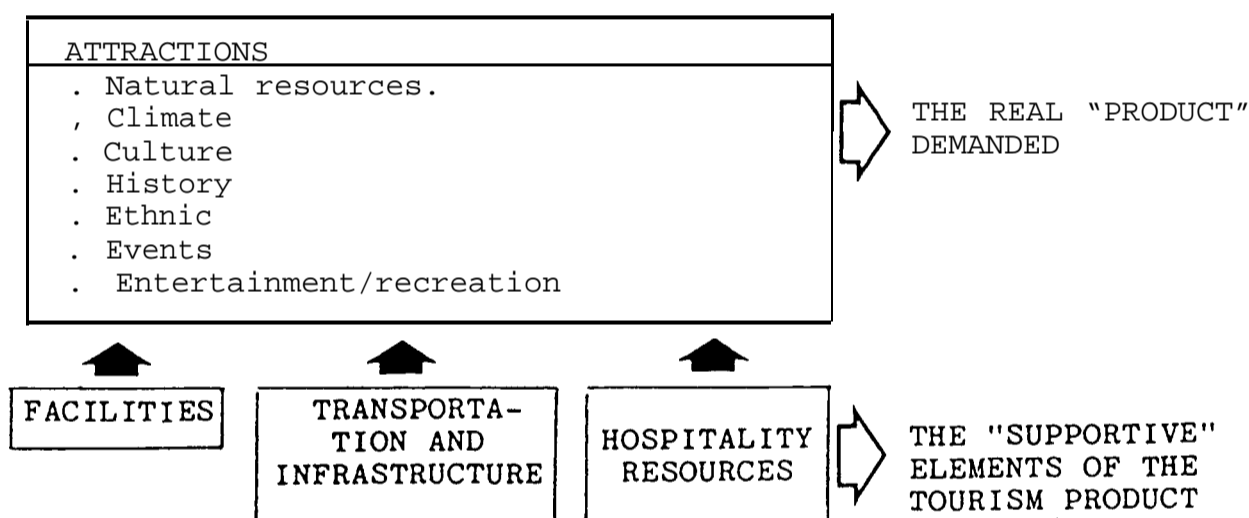 ATTRACTIONS
. Natural resources.
, Climate
. Culture
. History
. Ethnic
. Events
. Entertainment/recreation
THE REAL “PRODUCT”
DEMANDED
FACILITIES
TRANSPORTA-
TION AND
INFRASTRUCTURE
HOSPITALITY
RESOURCES
THE "SUPPORTIVE"
ELEMENTS OF THE
TOURISM PRODUCT